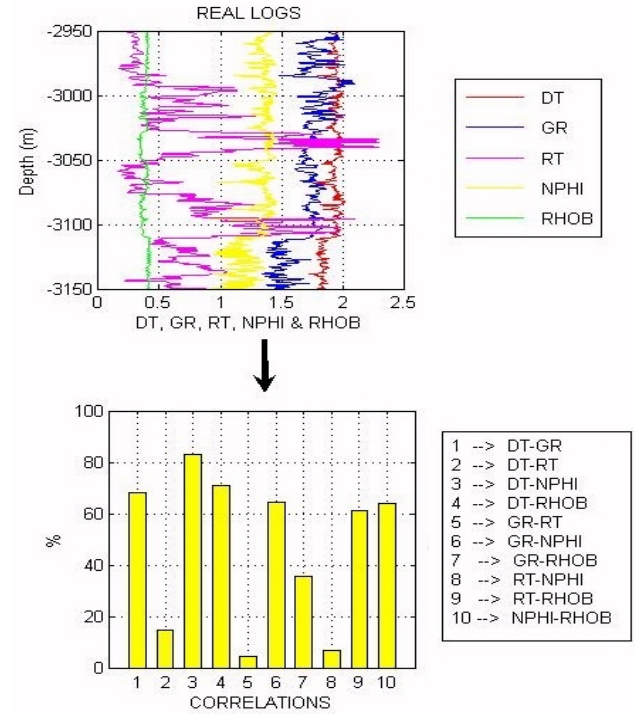 REAL LOGS
-2950
-3000
-3050
-3100
-3150
Depth (m)
0 0.5 1 1.5 2 2.5
DT, GR, RT, NPHI & RHOB
DT
GR
RT
NPHI
RHOB
100
80
60
40
20
0
%
1 2 3 4 5 6 7 8 9 10
CORRELATIONS
1 --> DT-GR
2 --> DT-RT
3 --> DT-NPHI
4 --> DT-RHOB
5 --> GR-RT
6 --> GR-NPHI
7 --> GR-RHOB
8 --> RT-NPHI
9 --> RT-RHOB
10 --> NPHI-RHOB